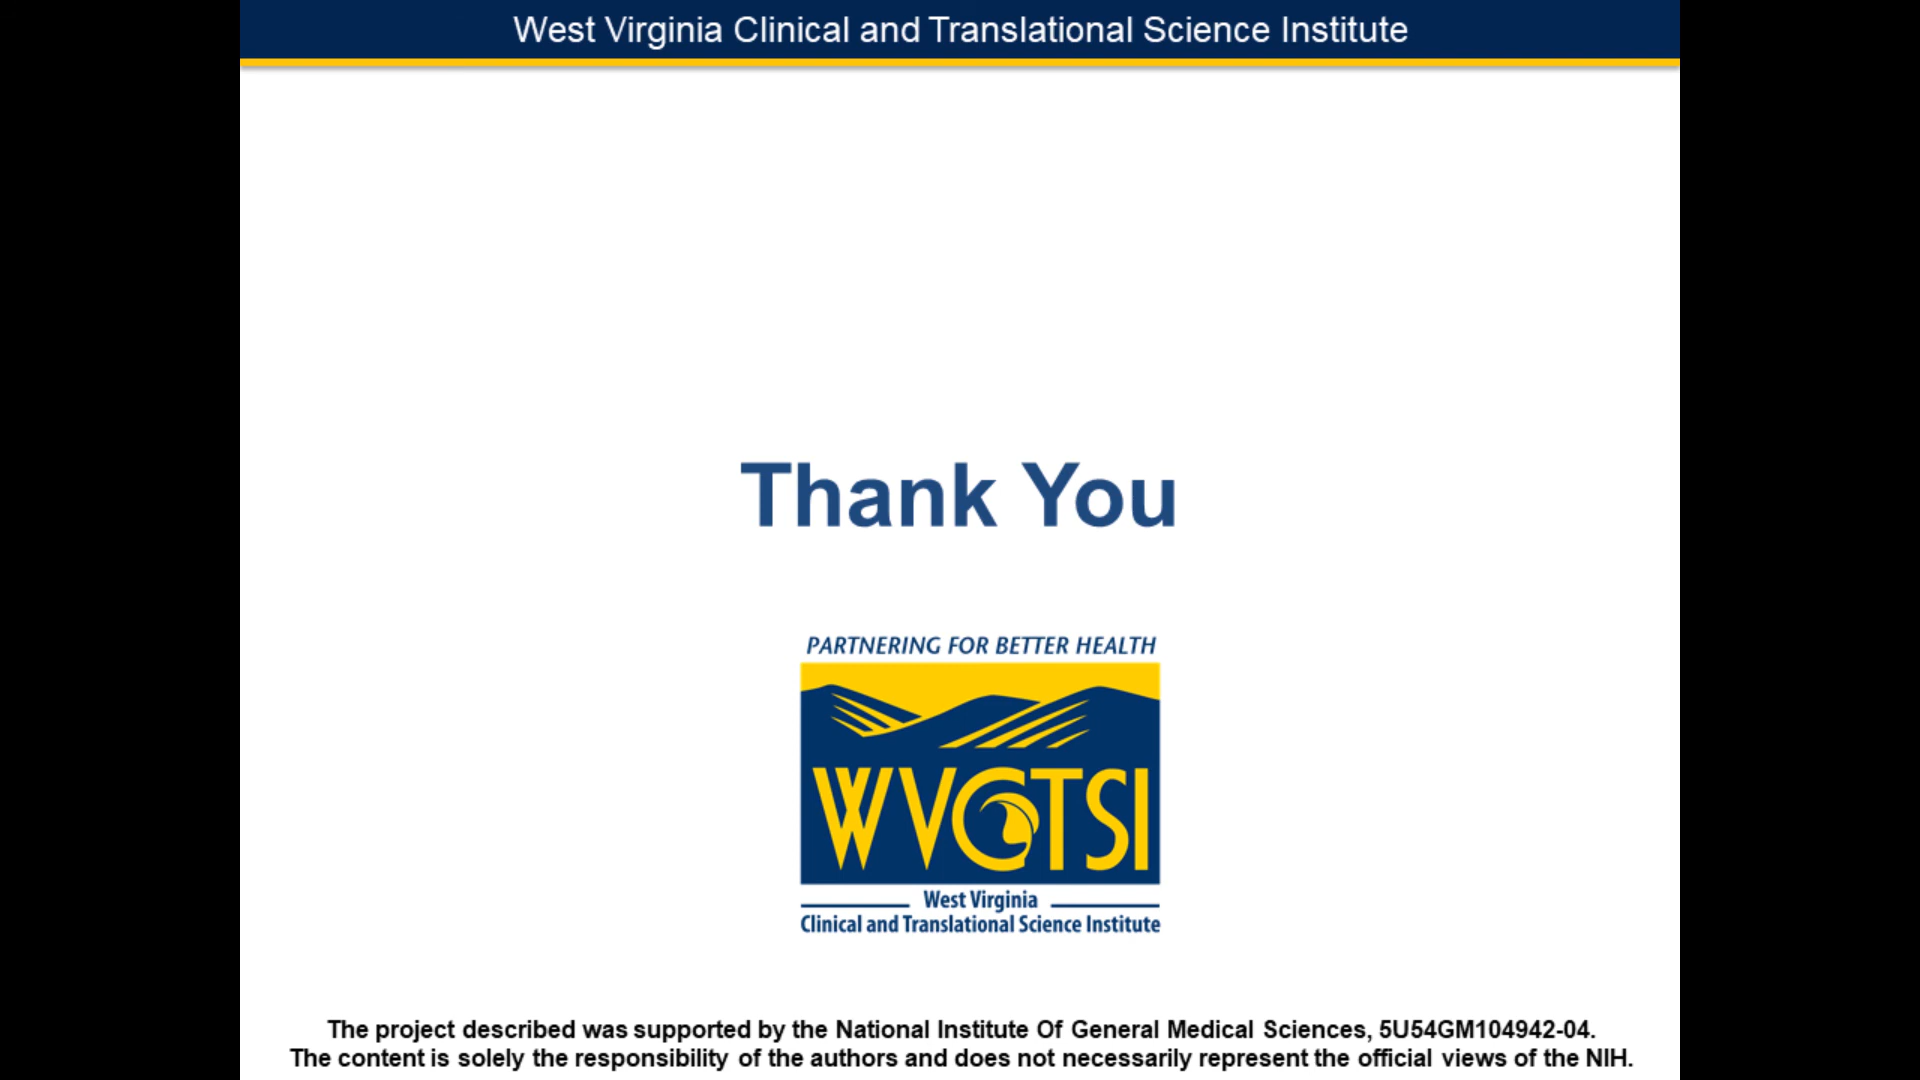 West Virginia Clinical and Translational Science Institute
Thank You
PARTNERING FOR BETTER HEALTH
WVCTSI
West Virginia
Clinical and Translational Science Institute
The project described was supported by the National Institute Of General Medical Sciences, 5U54GM104942-04.
The content is solely the responsibility of the authors and does not necessarily represent the official views of the NIH.